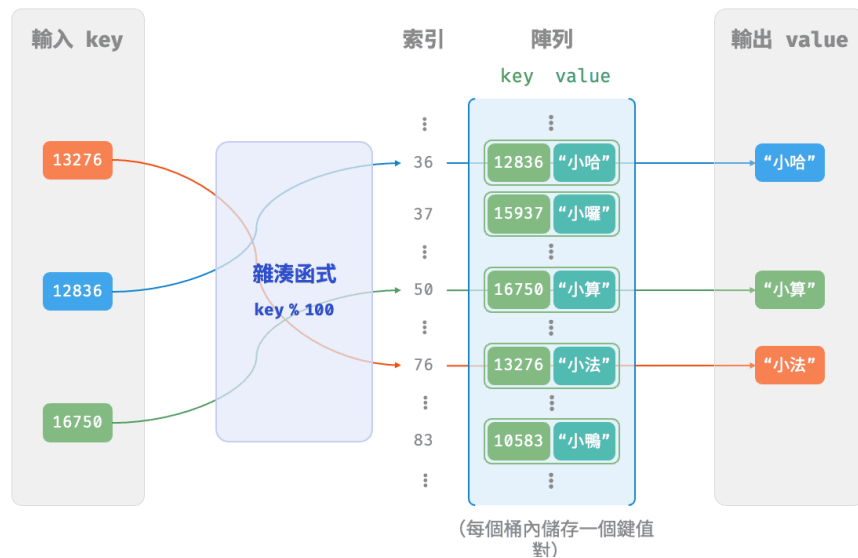 輸入 key
索引
陣列
輸出 value
key value
13276
36
12836 “小哈”
“小哈”
37
15937 “小囉”
雜湊函式
key % 100
12836
50
16750 “小算”
“小算”
76
13276 “小法”
“小法”
16750
83
10583 “小鴨”
（每個桶內儲存一個鍵值
對）